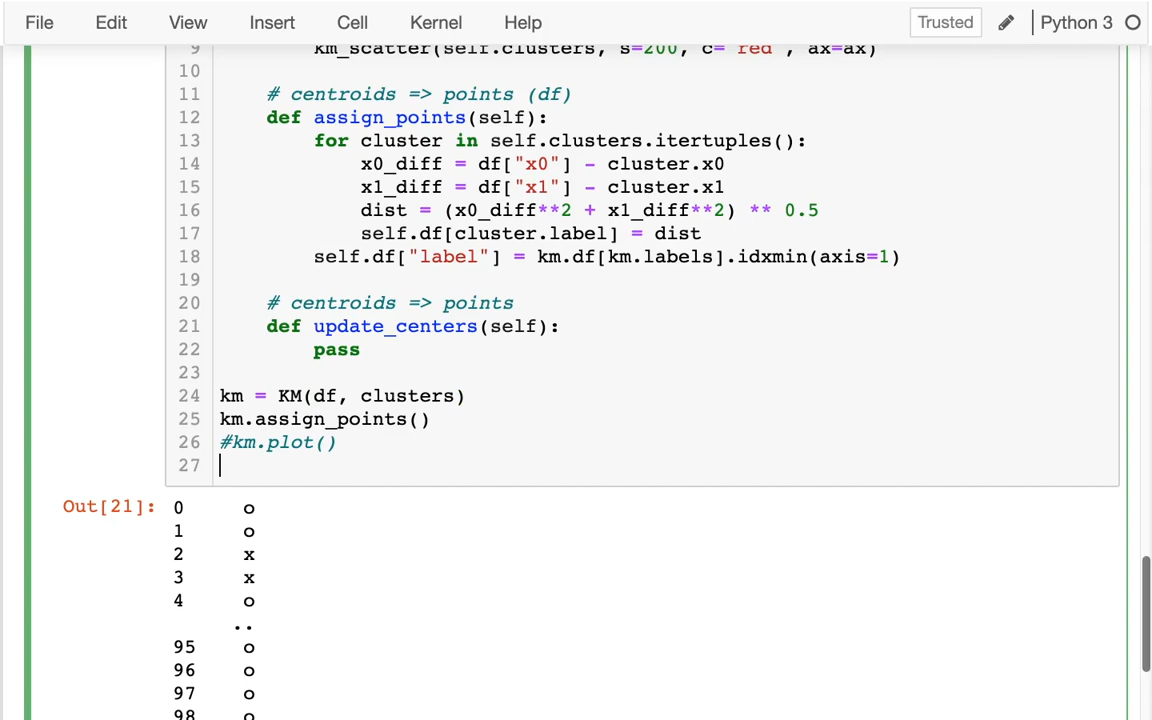 File Edit View Insert Cell Kernel Help Trusted Python 3
9 km_scatter(self.clusters, s=200, c="red", ax=ax)
10
11 # centroids => points (df)
12 def assign_points(self):
13 for cluster in self.clusters.itertuples():
14 x0_diff = df["x0"] - cluster.x0
15 x1_diff = df["x1"] - cluster.x1
16 dist = (x0_diff**2 + x1_diff**2) ** 0.5
17 self.df[cluster.label] = dist
18 self.df["label"] = km.df[km.labels].idxmin(axis=1)
19
20 # centroids => points
21 def update_centers(self):
22 pass
23
24 km = KM(df, clusters)
25 km.assign_points()
26 #km.plot()
27
Out[21]: 0 o
1 o
2 x
3 x
4 o
..
95 o
96 o
97 o
98 o